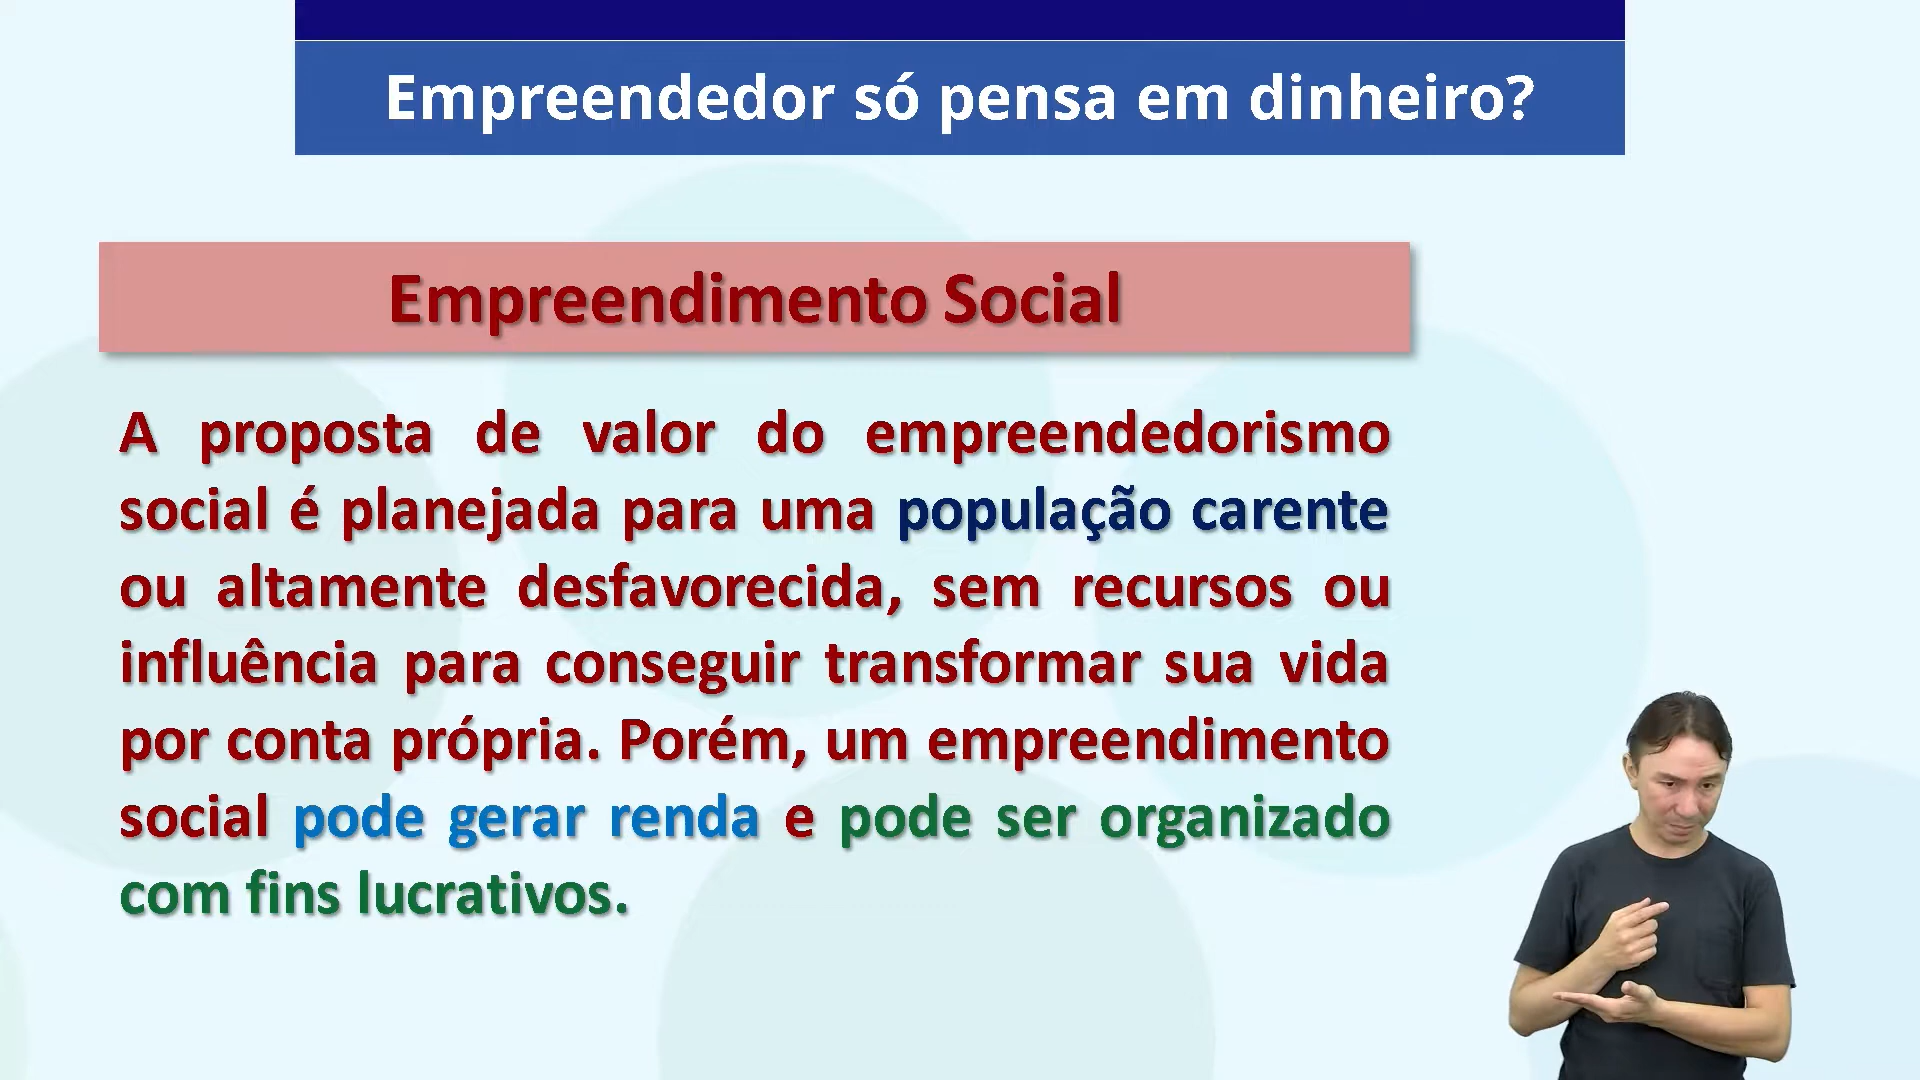 Empreendedor só pensa em dinheiro?
Empreendimento Social
A proposta de valor do empreendedorismo
social é planejada para uma população carente
ou altamente desfavorecida, sem recursos ou
influência para conseguir transformar sua vida
por conta própria. Porém, um empreendimento
social pode gerar renda e pode ser organizado
com fins lucrativos.